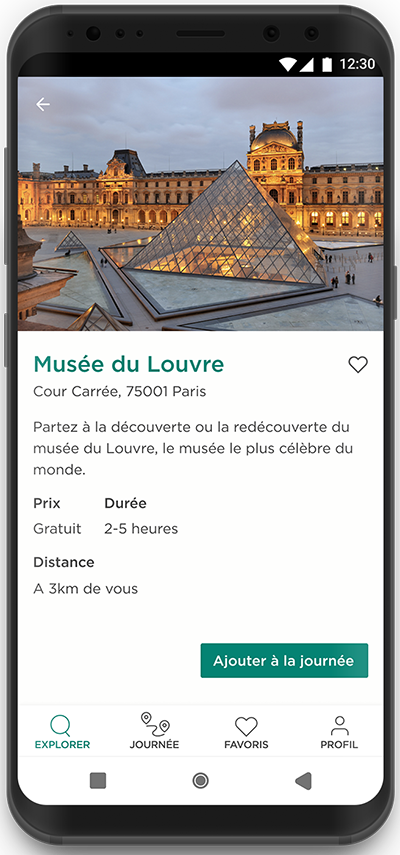 12:30
Musée du Louvre
Cour Carrée, 75001 Paris
Partez à la découverte ou la redécouverte du
musée du Louvre, le musée le plus célèbre du
monde.
Prix Durée
Gratuit 2-5 heures
Distance
A 3km de vous
Ajouter à la journée
EXPLORER JOURNÉE FAVORIS PROFIL